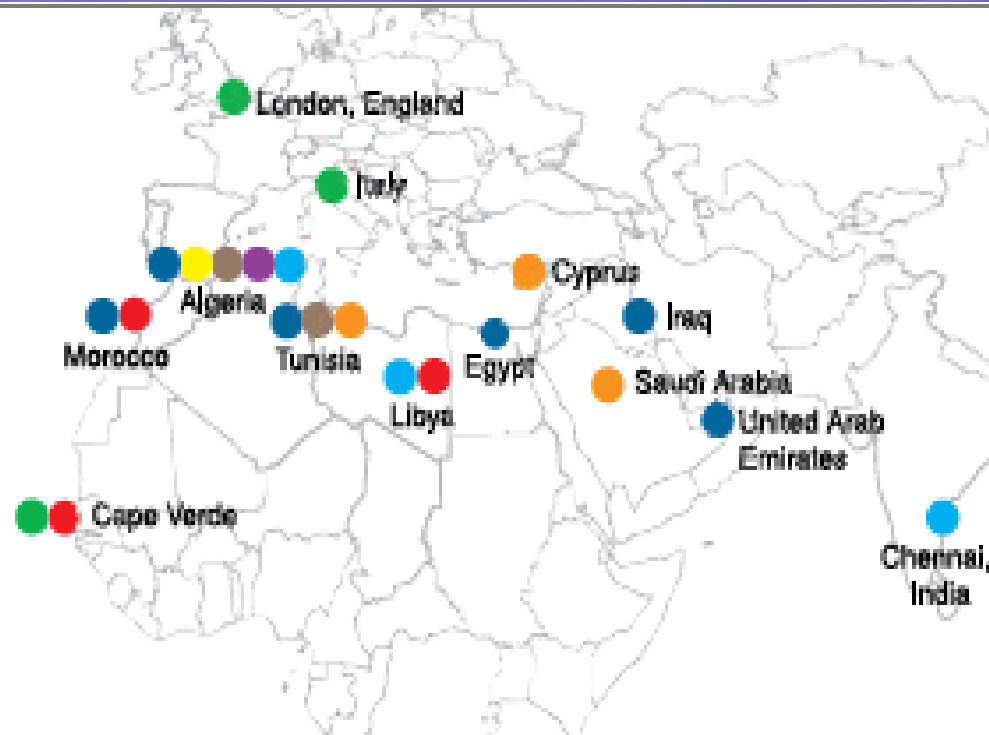 London, England
Italy
Cyprus
Algeria
Iraq
Morocco
Tunisia
Egypt
Saudi Arabia
Libya
United Arab
Emirates
Cape Verde
Chennai,
India